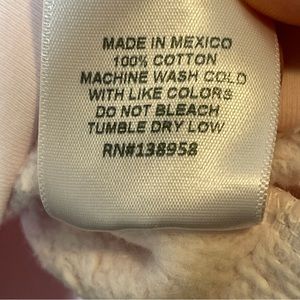 MADE IN MEXICO
100% COTTON
MACHINE WASH COLD
WITH LIKE COLORS
DO NOT BLEACH
TUMBLE DRY LOW
RN#138958